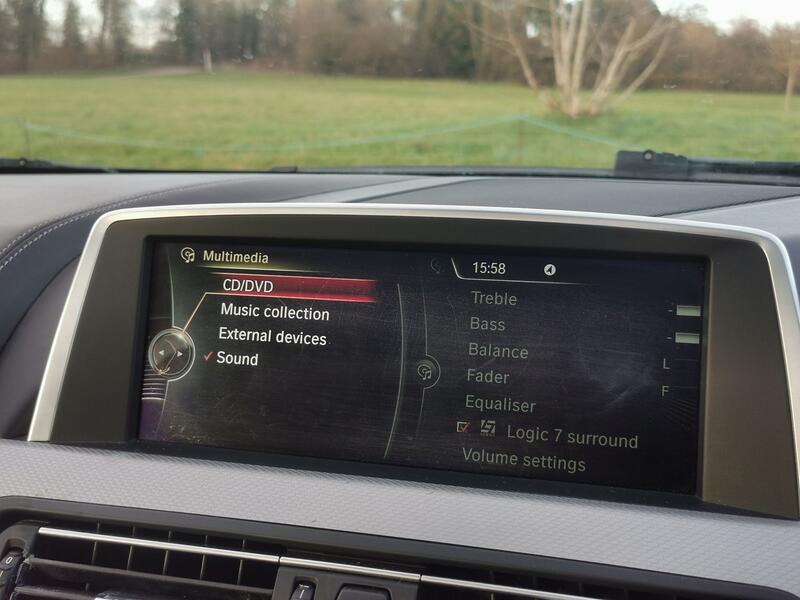 Multimedia
CD/DVD
Music collection
External devices
Sound
15:58
Treble
Bass
Balance
L
Fader
F
Equaliser
Logic 7 surround
Volume settings
0